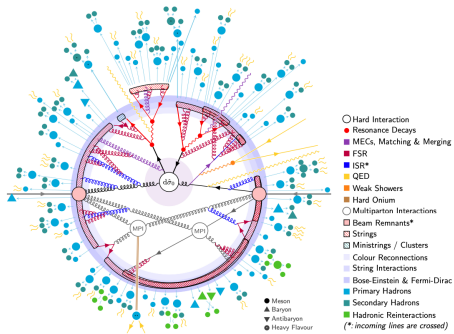 dσ̂₀
MPI
MPI
Meson
Baryon
Antibaryon
Heavy Flavour
Hard Interaction
Resonance Decays
MECs, Matching & Merging
FSR
ISR*
QED
Weak Showers
Hard Onium
Multiparton Interactions
Beam Remnants*
Strings
Ministrings / Clusters
Colour Reconnections
String Interactions
Bose-Einstein & Fermi-Dirac
Primary Hadrons
Secondary Hadrons
Hadronic Reinteractions
(*: incoming lines are crossed)